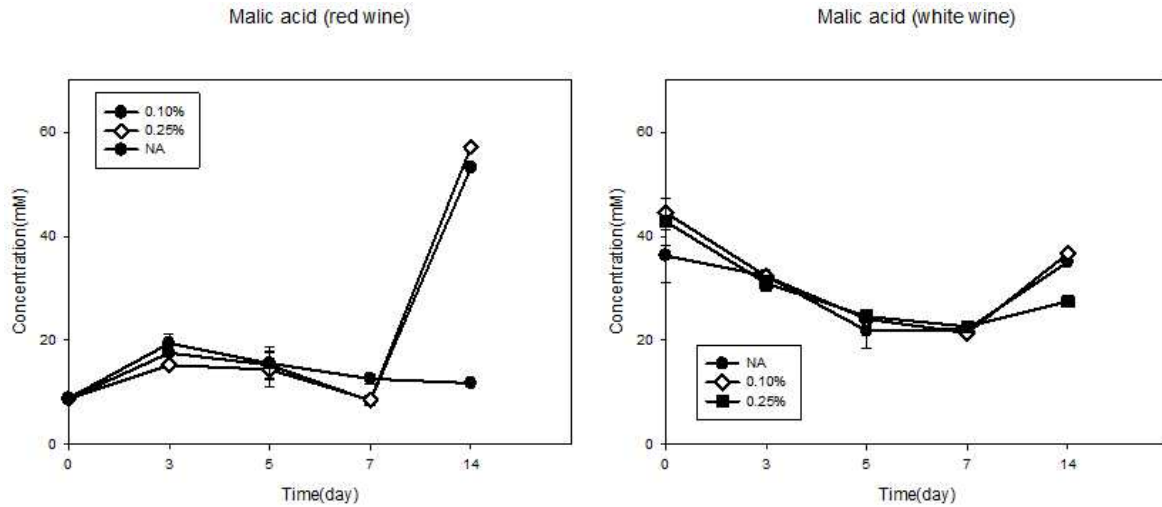 Malic acid (red wine)
60
40
20
0
Concentration(mM)
0.10%
0.25%
NA
0 3 5 7 14
Time(day)
Malic acid (white wine)
60
40
20
0
Concentration(mM)
NA
0.10%
0.25%
0 3 5 7 14
Time(day)